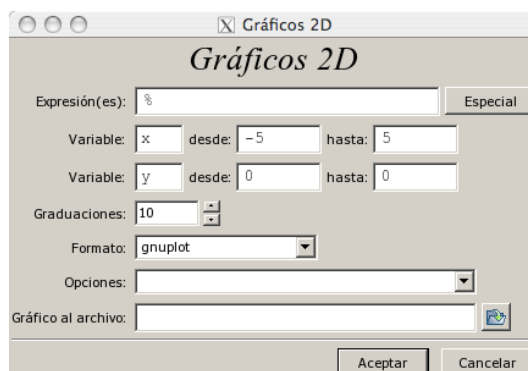 Gráficos 2D
Gráficos 2D
Expresión(es): % Especial
Variable: x desde: -5 hasta: 5
Variable: y desde: 0 hasta: 0
Graduaciones: 10
Formato: gnuplot
Opciones:
Gráfico al archivo:
Aceptar Cancelar